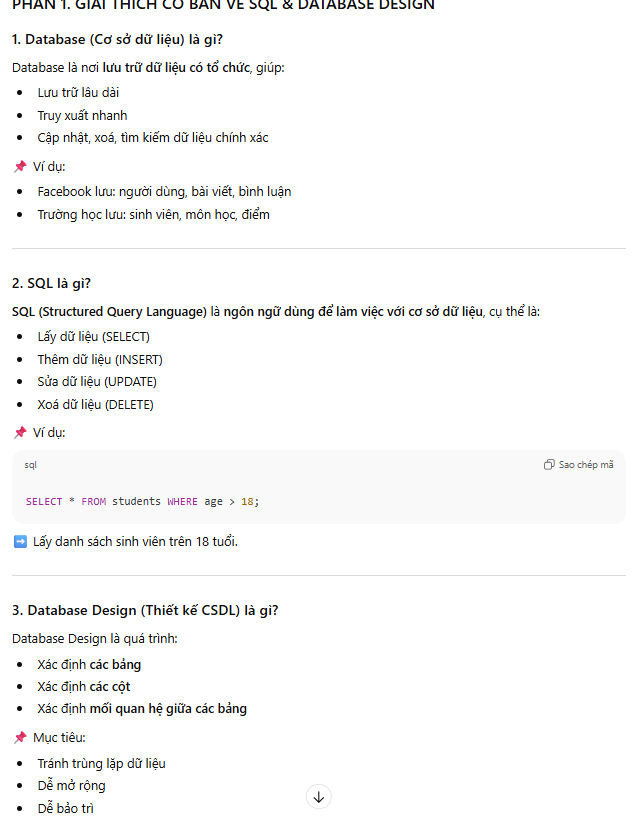 PHẦN 1. GIẢI THÍCH CƠ BẢN VỀ SQL & DATABASE DESIGN
1. Database (Cơ sở dữ liệu) là gì?
Database là nơi lưu trữ dữ liệu có tổ chức, giúp:
Lưu trữ lâu dài
Truy xuất nhanh
Cập nhật, xoá, tìm kiếm dữ liệu chính xác
📌 Ví dụ:
Facebook lưu: người dùng, bài viết, bình luận
Trường học lưu: sinh viên, môn học, điểm
2. SQL là gì?
SQL (Structured Query Language) là ngôn ngữ dùng để làm việc với cơ sở dữ liệu, cụ thể là:
Lấy dữ liệu (SELECT)
Thêm dữ liệu (INSERT)
Sửa dữ liệu (UPDATE)
Xoá dữ liệu (DELETE)
📌 Ví dụ:
sql Sao chép mã
SELECT * FROM students WHERE age > 18;
➡️ Lấy danh sách sinh viên trên 18 tuổi.
3. Database Design (Thiết kế CSDL) là gì?
Database Design là quá trình:
Xác định các bảng
Xác định các cột
Xác định mối quan hệ giữa các bảng
📌 Mục tiêu:
Tránh trùng lặp dữ liệu
Dễ mở rộng
Dễ bảo trì